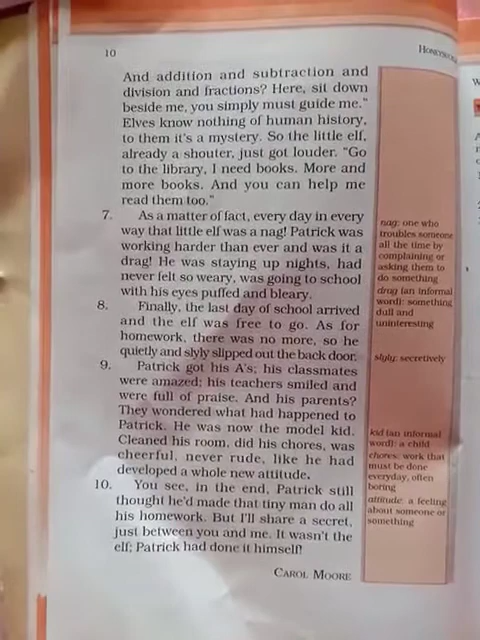 10
And addition and subtraction and
division and fractions? Here, sit down
beside me, you simply must guide me."
Elves know nothing of human history,
to them it's a mystery. So the little elf,
already a shouter, just got louder. "Go
to the library, I need books. More and
more books. And you can help me
read them too."
7. As a matter of fact, every day in every
way that little elf was a nag! Patrick was
working harder than ever and was it a
drag! He was staying up nights, had
never felt so weary, was going to school
with his eyes puffed and bleary.
8. Finally, the last day of school arrived
and the elf was free to go. As for
homework, there was no more, so he
quietly and slyly slipped out the back door.
9. Patrick got his A's; his classmates
were amazed; his teachers smiled and
were full of praise. And his parents?
They wondered what had happened to
Patrick. He was now the model kid.
Cleaned his room, did his chores, was
cheerful, never rude, like he had
developed a whole new attitude.
10. You see, in the end, Patrick still
thought he'd made that tiny man do all
his homework. But I'll share a secret,
just between you and me. It wasn't the
elf; Patrick had done it himself!
CAROL MOORE
nag: one who
troubles someone
all the time by
complaining or
asking them to
do something
drag (an informal
word): something
dull and
uninteresting
slyly: secretively
kid (an informal
word): a child
chores: work that
must be done
everyday, often
boring
attitude: a feeling
about someone or
something